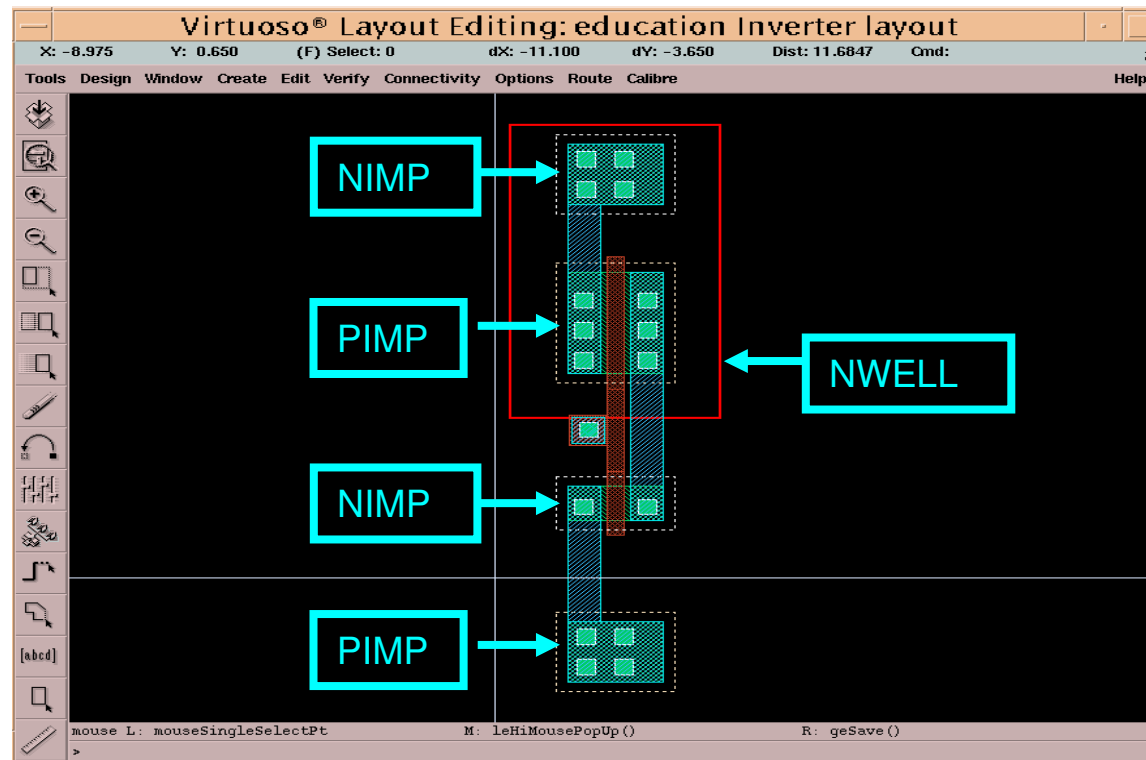 Virtuoso® Layout Editing: education Inverter layout
X: -8.975 Y: 0.650 (F) Select: 0 dX: -11.100 dY: -3.650 Dist: 11.6847 Cmd:
Tools Design Window Create Edit Verify Connectivity Options Route Calibre Help
NIMP
PIMP
NWELL
NIMP
PIMP
[abcd]
mouse L: mouseSingleSelectPt M: leHiMousePopUp() R: geSave()
>